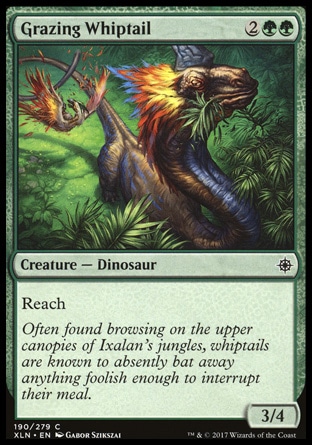 Grazing Whiptail 2
Creature — Dinosaur
Reach
Often found browsing on the upper
canopies of Ixalan's jungles, whiptails
are known to absently bat away
anything foolish enough to interrupt
their meal.
3/4
190/279 C
XLN • EN Gabor Szikszai
™ & © 2017 Wizards of the Coast